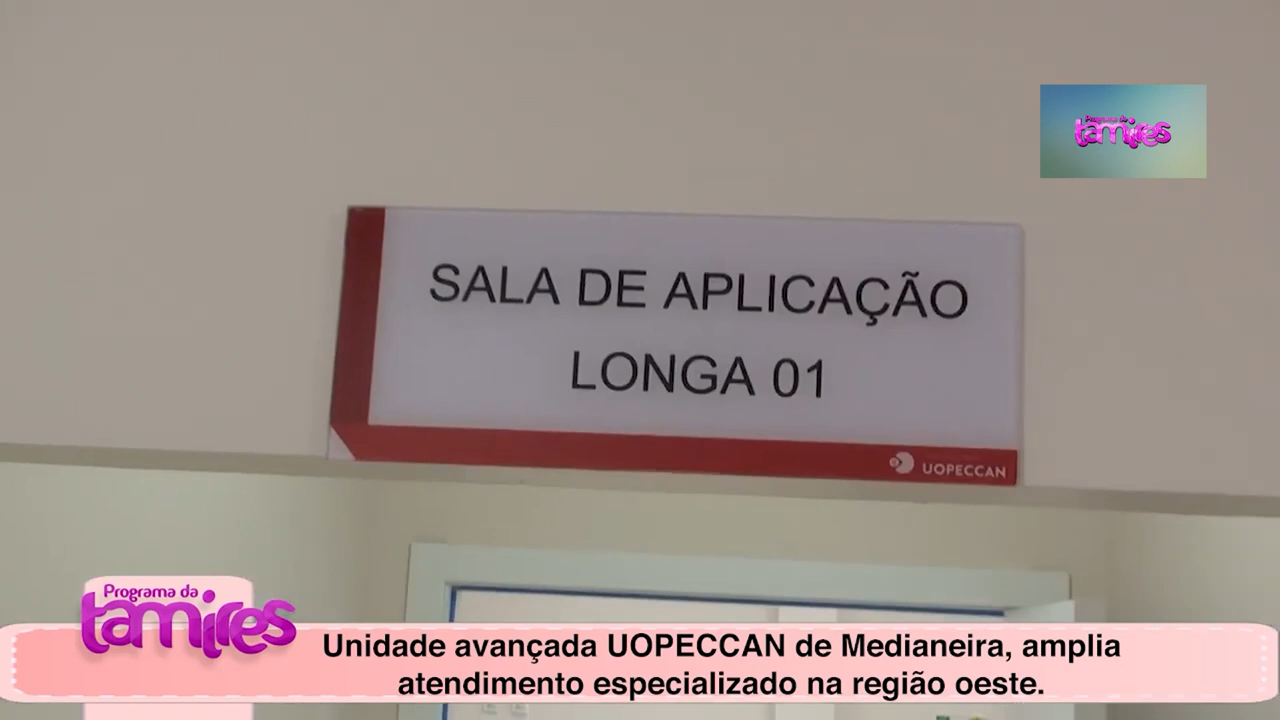 Programa da
tamires
SALA DE APLICAÇÃO
LONGA 01
UOPECCAN
Programa da
tamires
Unidade avançada UOPECCAN de Medianeira, amplia
atendimento especializado na região oeste.